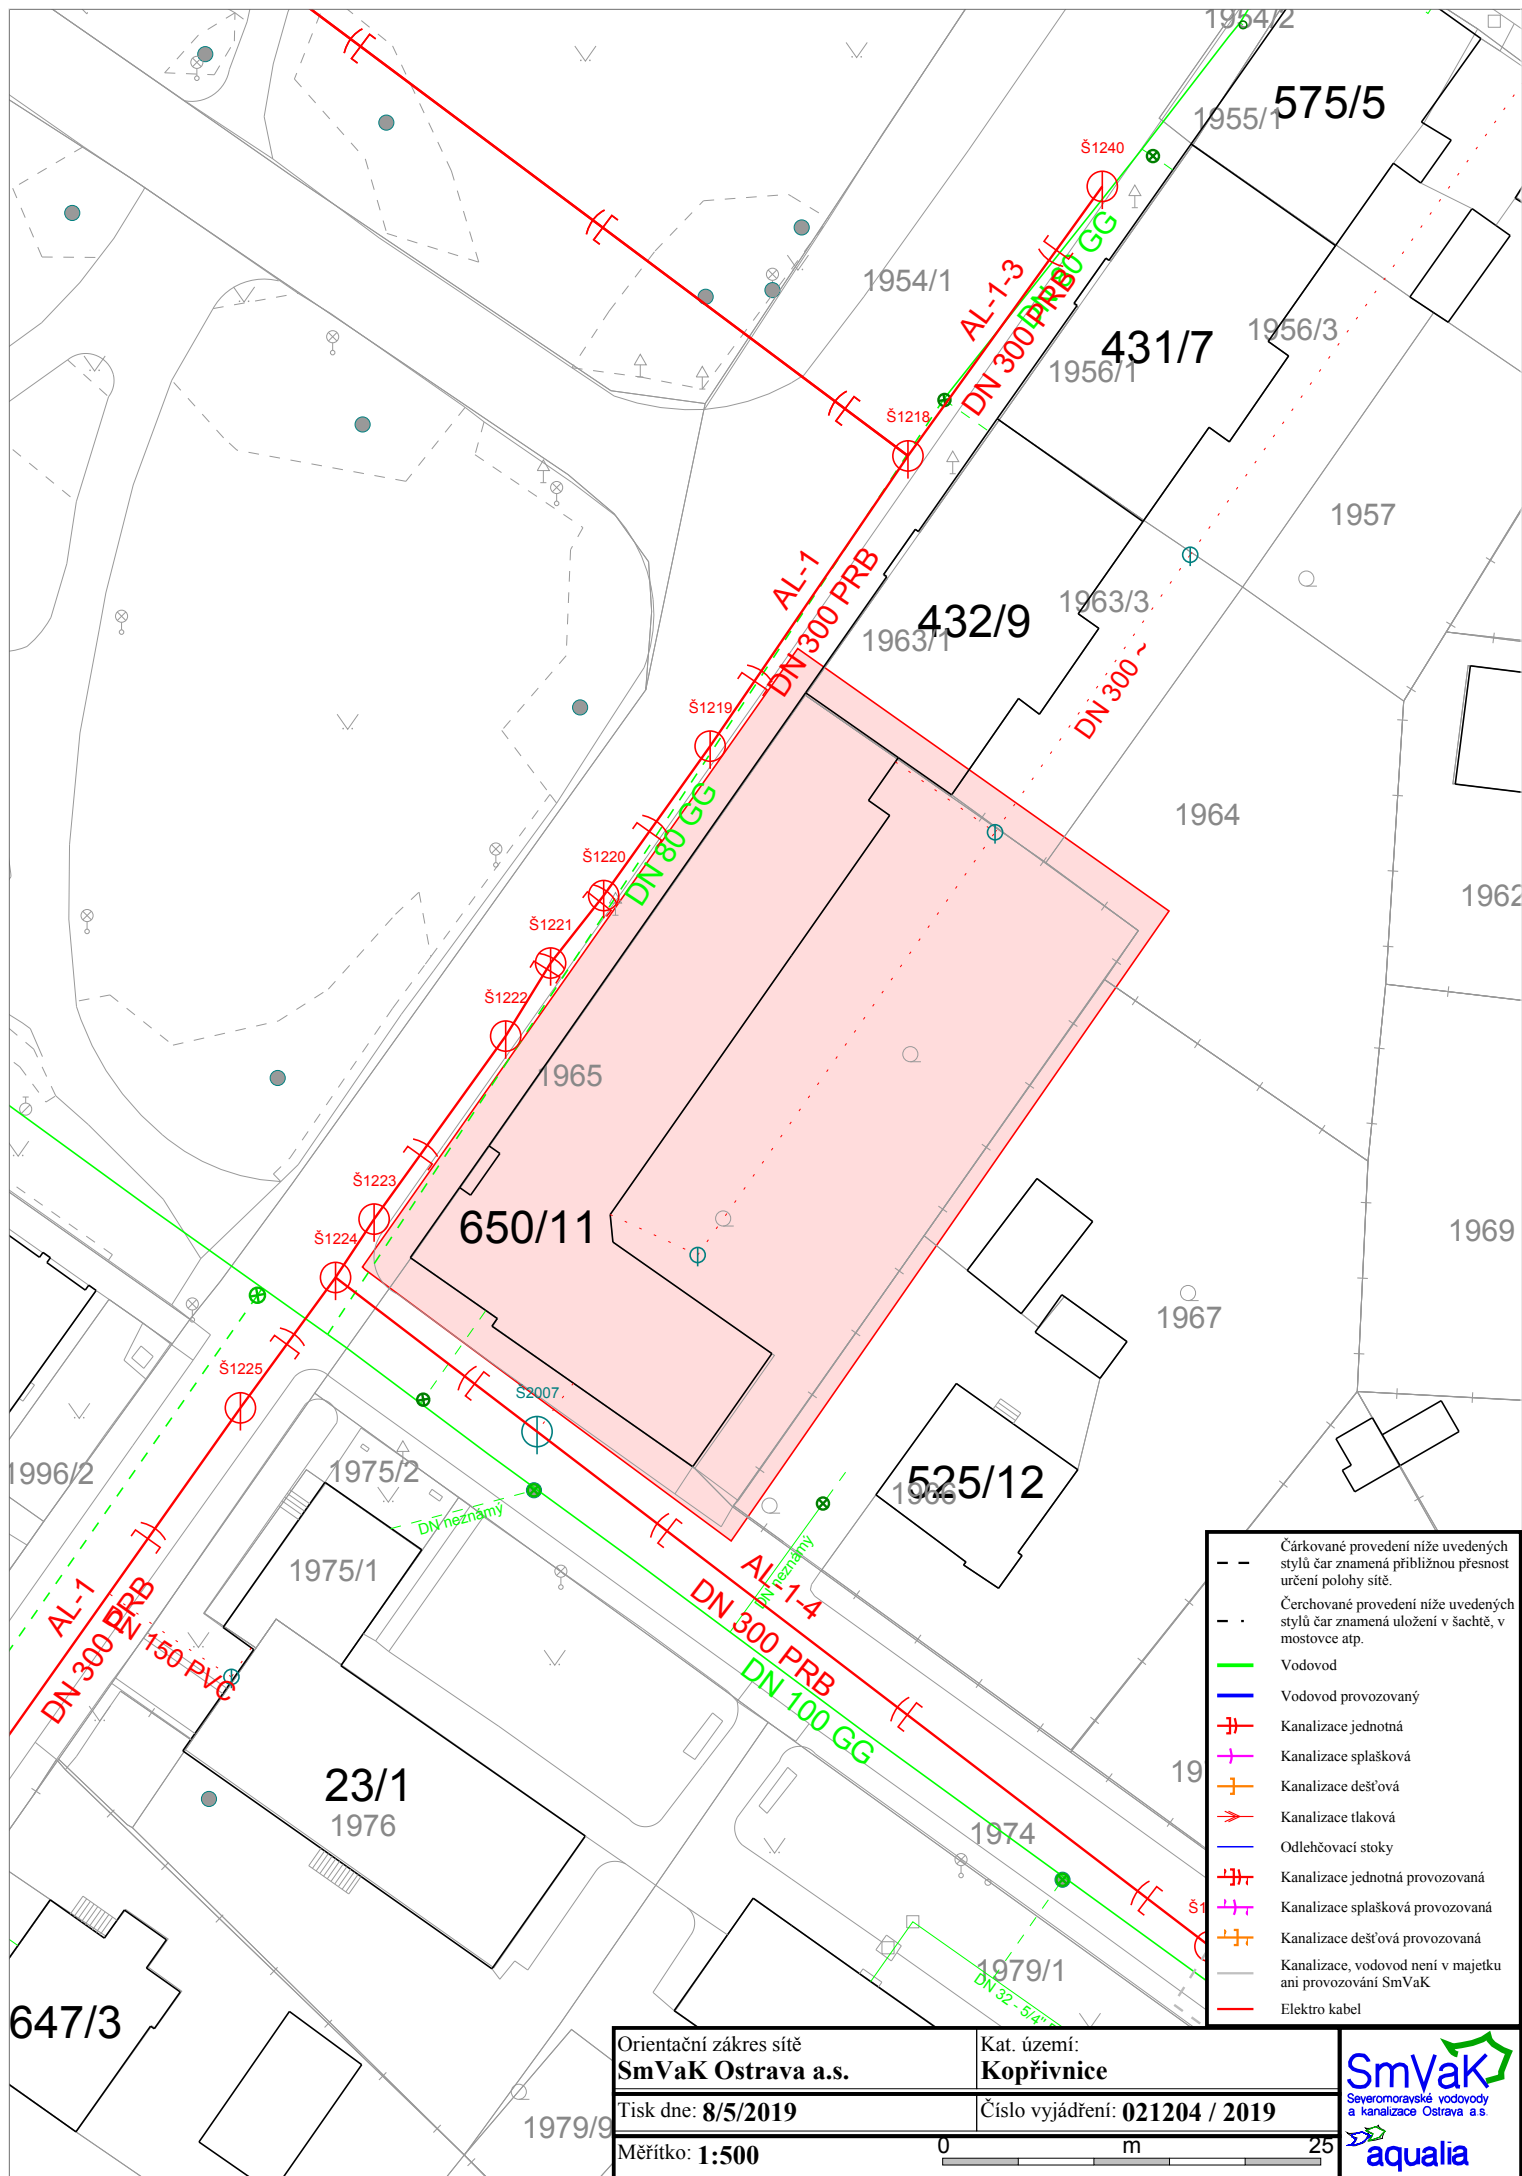 1954/2
575/5
1955/1
Š1240
DN 80 GG
1954/1
AL-1-3
DN 300 PRB
1956/3
431/7
1956/1
Š1218
1957
AL-1
DN 300 PRB
1963/3
432/9
1963/1
DN 300 ~
Š1219
DN 80 GG
1964
Š1220
1962
Š1221
Š1222
1965
Š1223
650/11
1969
Š1224
1967
Š1225
Š2007
1996/2
1975/2
525/12
1966
DN neznámý
DN neznámý
1975/1
AL-1-4
AL-1
DN 300 PRB
DN 300 PRB
DN 150 PVC
DN 100 GG
23/1
1976
1974
1979/1
DN 32 - 5/4"
647/3
1979/9
Čárkované provedení níže uvedených
stylů čar znamená přibližnou přesnost
určení polohy sítě.
Čerchované provedení níže uvedených
stylů čar znamená uložení v šachtě, v
mostovce atp.
Vodovod
Vodovod provozovaný
Kanalizace jednotná
Kanalizace splašková
Kanalizace dešťová
Kanalizace tlaková
Odlehčovací stoky
Kanalizace jednotná provozovaná
Kanalizace splašková provozovaná
Kanalizace dešťová provozovaná
Kanalizace, vodovod není v majetku
ani provozování SmVaK
Elektro kabel
Orientační zákres sítě
SmVaK Ostrava a.s.
Kat. území:
Kopřivnice
Tisk dne: 8/5/2019
Číslo vyjádření: 021204 / 2019
Měřítko: 1:500
0 m 25
SmVaK
Severomoravské vodovody
a kanalizace Ostrava a.s.
aqualia